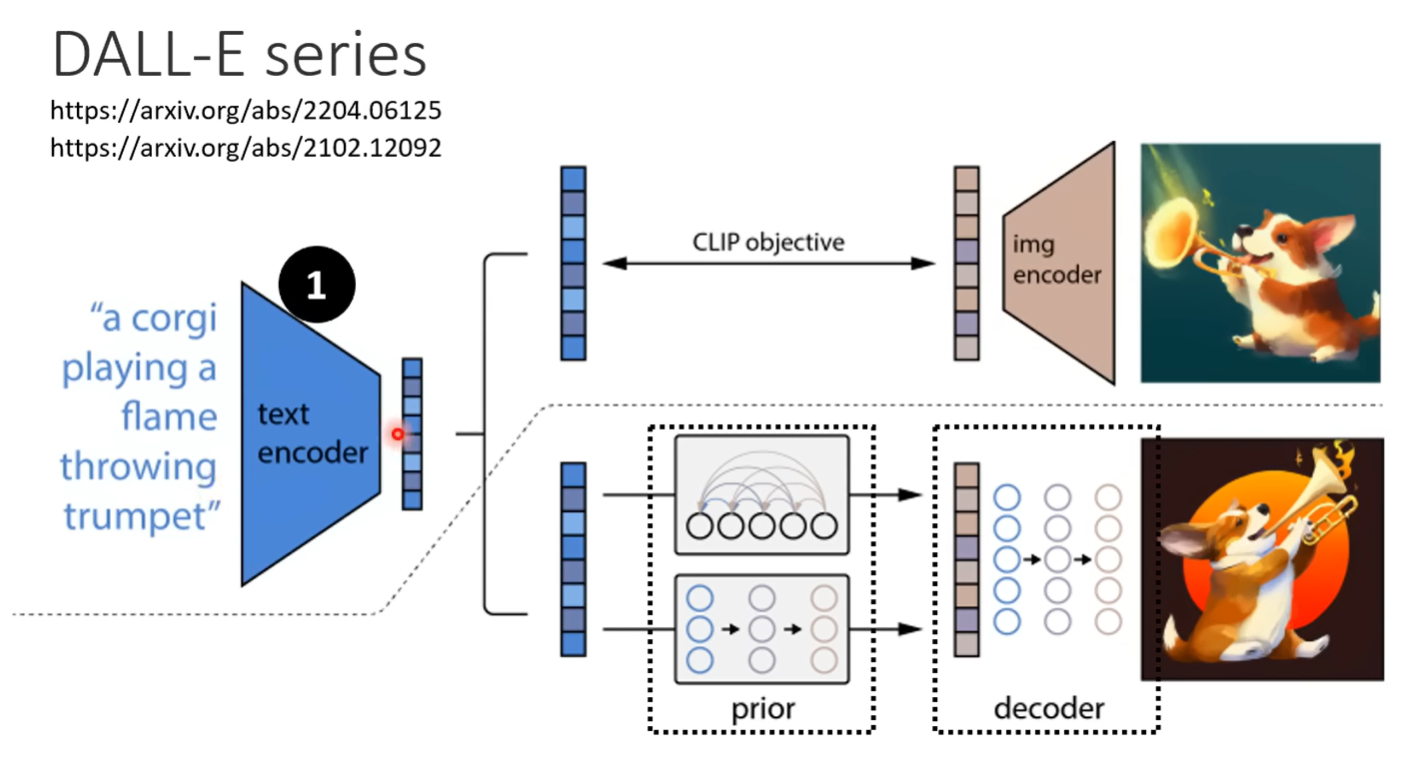 DALL-E series
https://arxiv.org/abs/2204.06125
https://arxiv.org/abs/2102.12092
1
“a corgi
playing a
flame
throwing
trumpet”
text
encoder
CLIP objective
img
encoder
prior
decoder